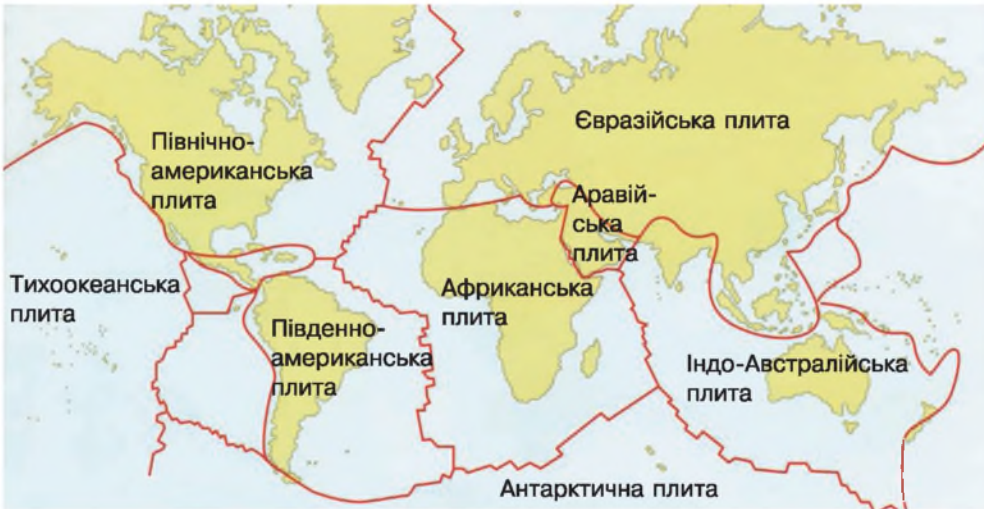 Північно-
американська
плита
Євразійська плита
Аравій-
ська
плита
Тихоокеанська
плита
Африканська
плита
Південно-
американська
плита
Індо-Австралійська
плита
Антарктична плита